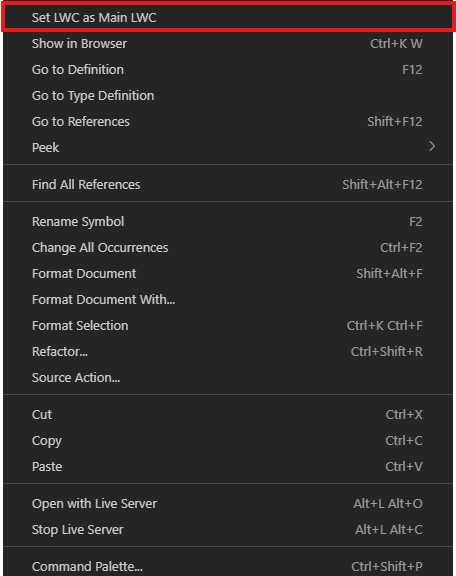 Set LWC as Main LWC
Show in Browser Ctrl+K W
Go to Definition F12
Go to Type Definition
Go to References Shift+F12
Peek
Find All References Shift+Alt+F12
Rename Symbol F2
Change All Occurrences Ctrl+F2
Format Document Shift+Alt+F
Format Document With...
Format Selection Ctrl+K Ctrl+F
Refactor... Ctrl+Shift+R
Source Action...
Cut Ctrl+X
Copy Ctrl+C
Paste Ctrl+V
Open with Live Server Alt+L Alt+O
Stop Live Server Alt+L Alt+C
Command Palette... Ctrl+Shift+P